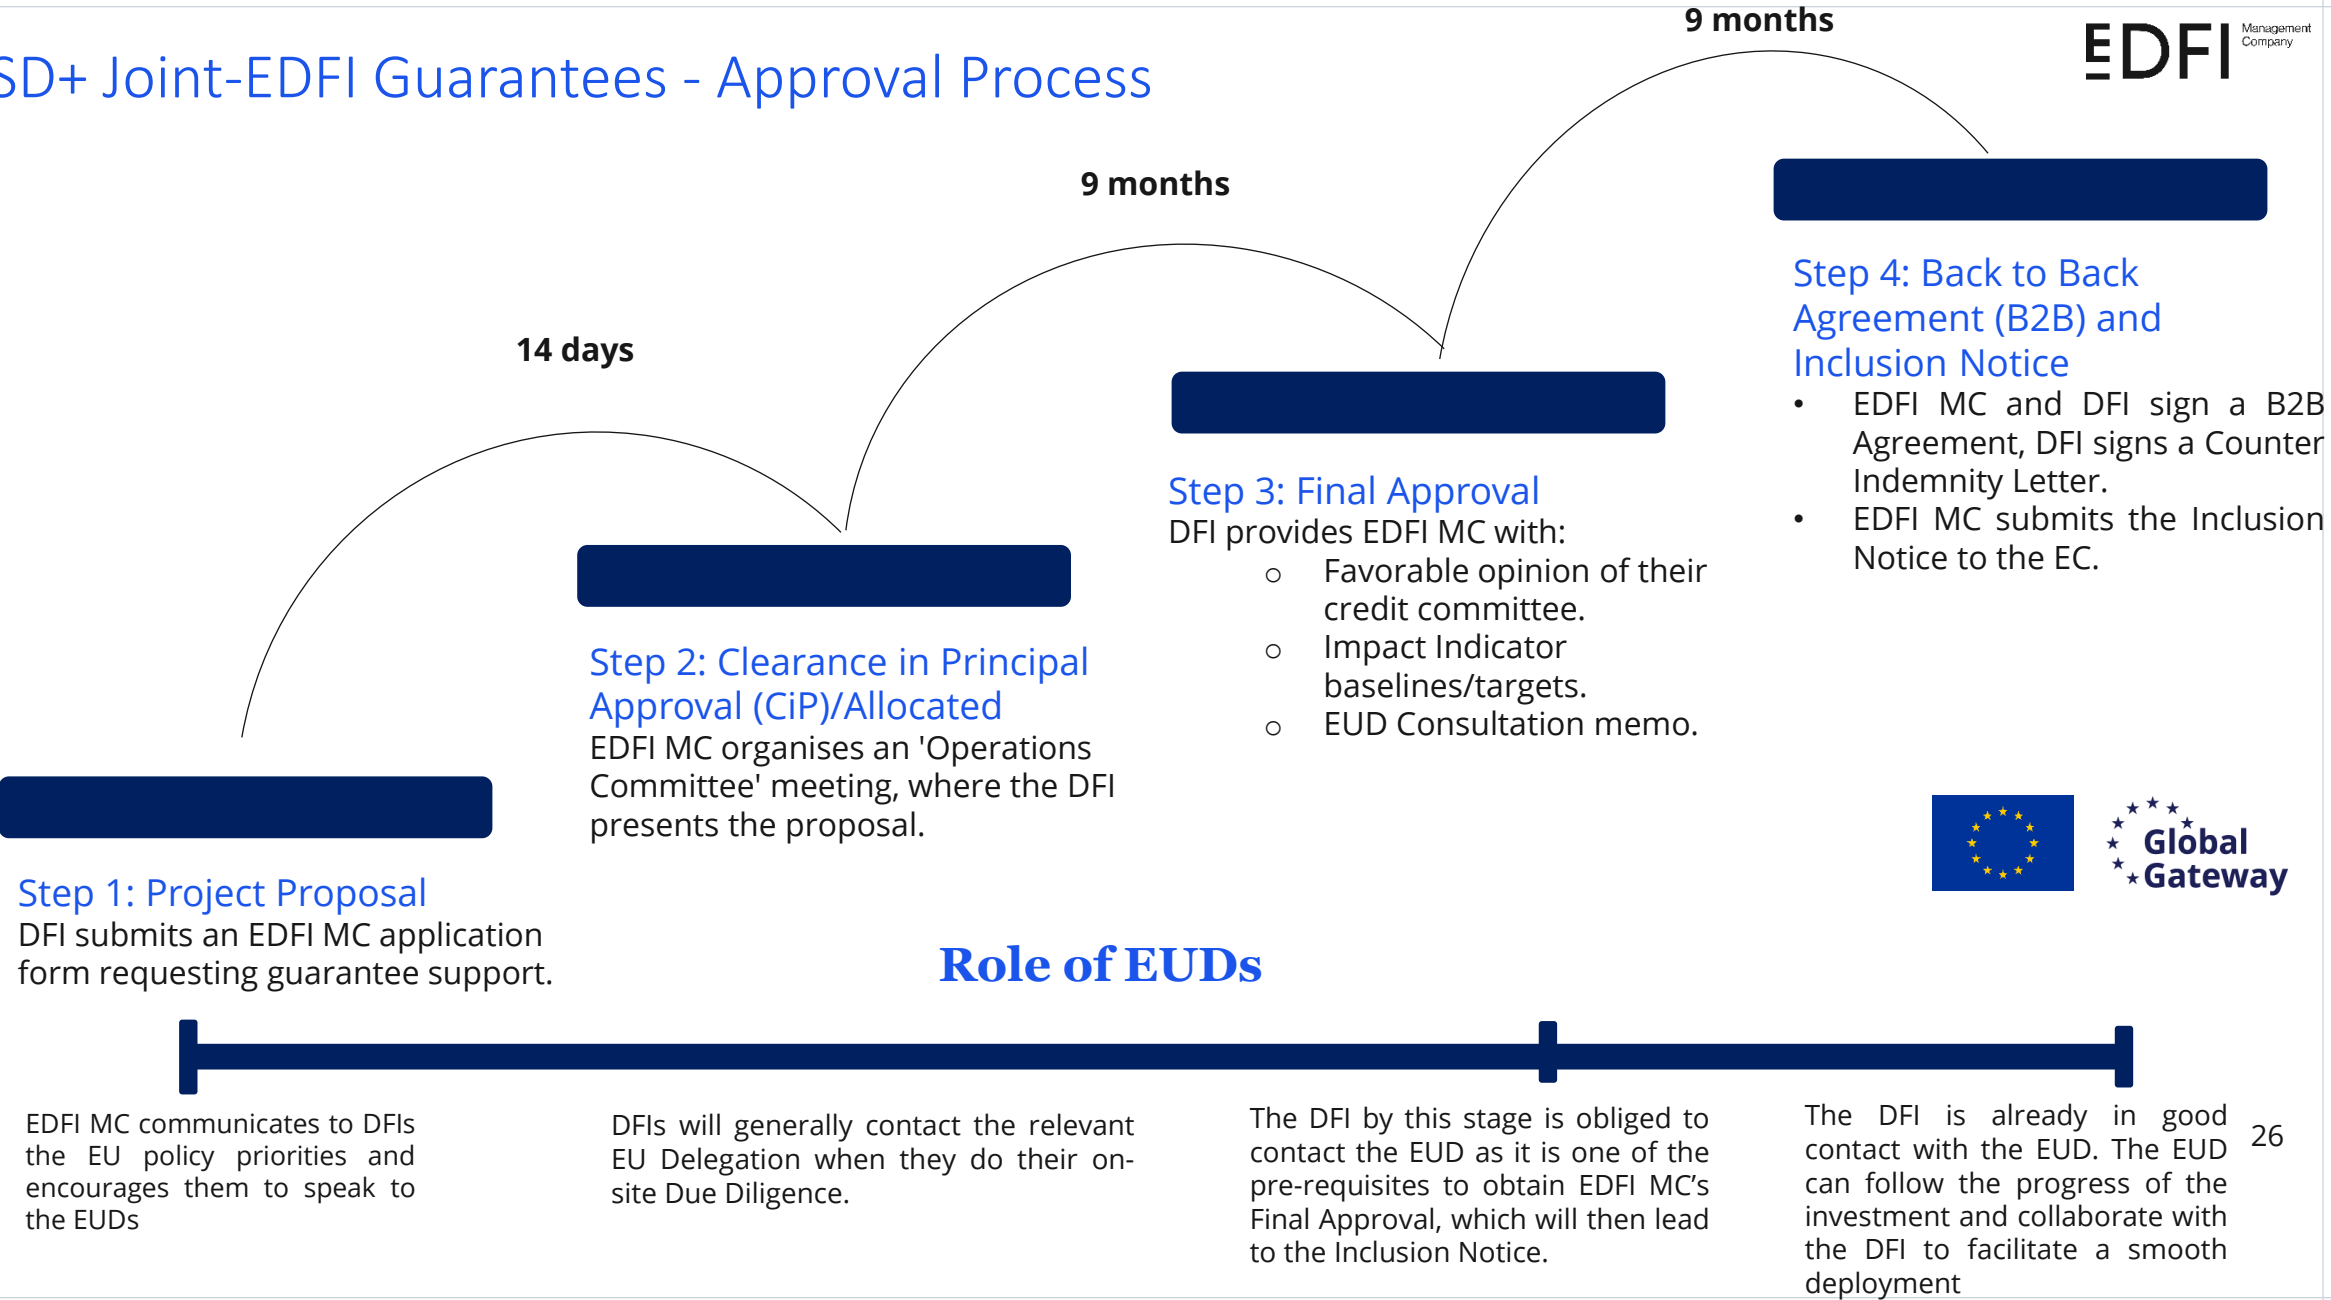 9 months
EDFI Management
Company
SD+ Joint-EDFI Guarantees - Approval Process
9 months
14 days
Step 4: Back to Back
Agreement (B2B) and
Inclusion Notice
• EDFI MC and DFI sign a B2B
Agreement, DFI signs a Counter
Indemnity Letter.
• EDFI MC submits the Inclusion
Notice to the EC.
Step 3: Final Approval
DFI provides EDFI MC with:
o Favorable opinion of their
credit committee.
o Impact Indicator
baselines/targets.
o EUD Consultation memo.
Step 2: Clearance in Principal
Approval (CiP)/Allocated
EDFI MC organises an 'Operations
Committee' meeting, where the DFI
presents the proposal.
Step 1: Project Proposal
DFI submits an EDFI MC application
form requesting guarantee support.
Global
Gateway
Role of EUDs
EDFI MC communicates to DFIs
the EU policy priorities and
encourages them to speak to
the EUDs
DFIs will generally contact the relevant
EU Delegation when they do their on-
site Due Diligence.
The DFI by this stage is obliged to
contact the EUD as it is one of the
pre-requisites to obtain EDFI MC’s
Final Approval, which will then lead
to the Inclusion Notice.
The DFI is already in good
contact with the EUD. The EUD
can follow the progress of the
investment and collaborate with
the DFI to facilitate a smooth
deployment
26